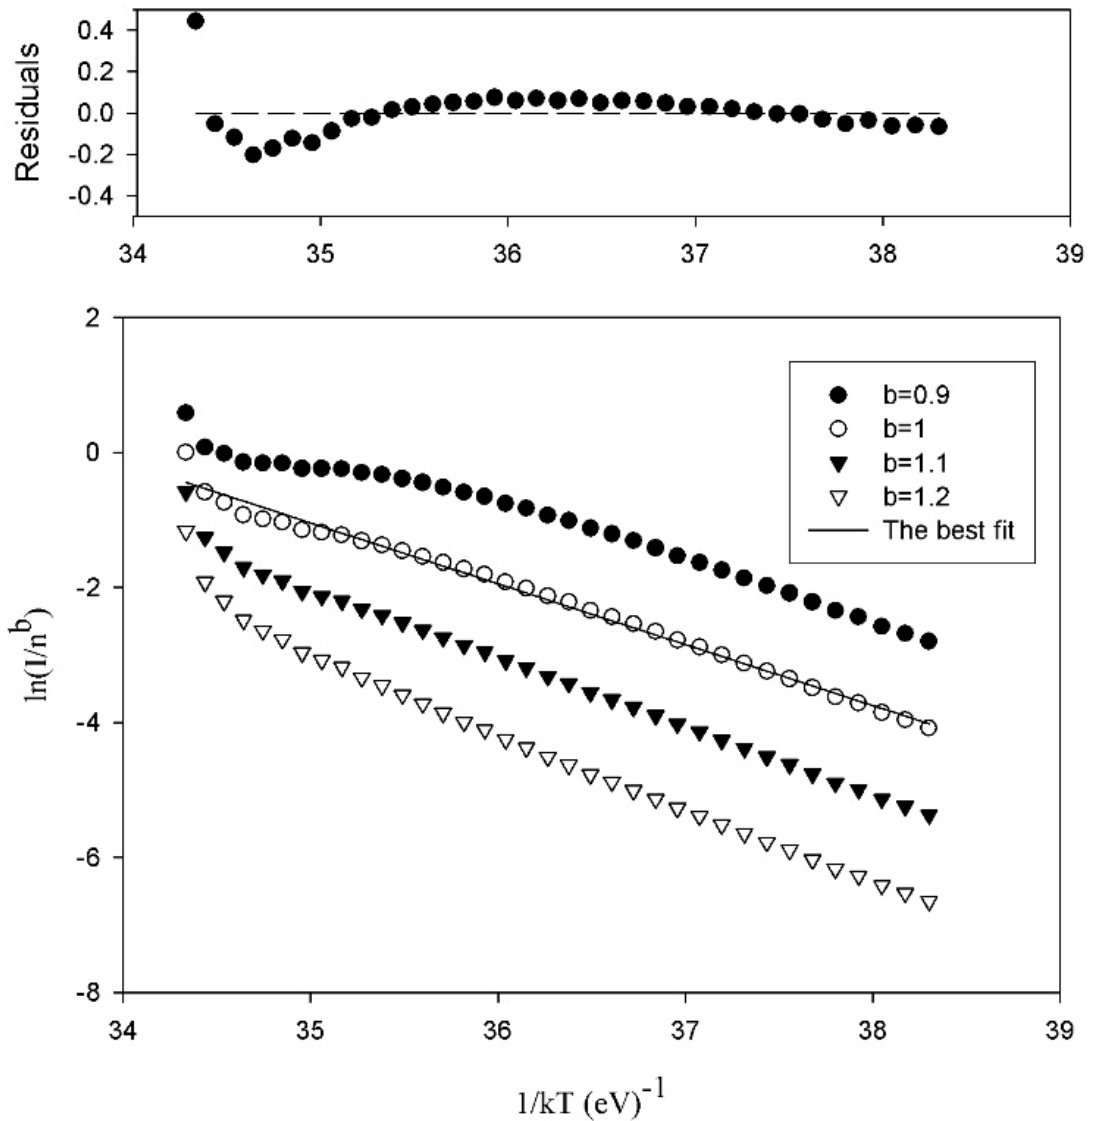 Residuals
0.4
0.2
0.0
-0.2
-0.4
34 35 36 37 38 39
ln(I/n^b)
2
0
-2
-4
-6
-8
b=0.9
b=1
b=1.1
b=1.2
The best fit
34 35 36 37 38 39
1/kT (eV)^-1